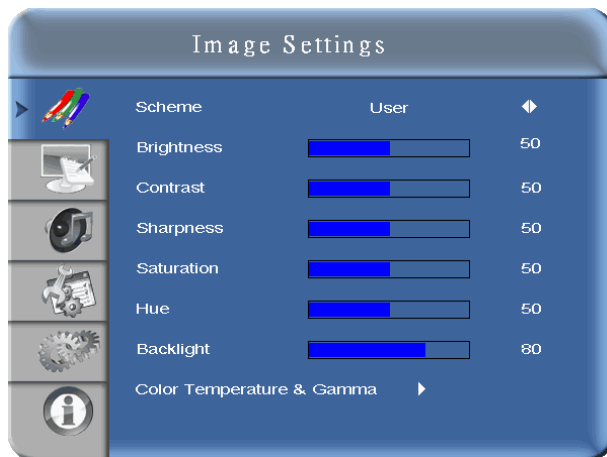 Image Settings
Scheme User
Brightness 50
Contrast 50
Sharpness 50
Saturation 50
Hue 50
Backlight 80
Color Temperature & Gamma